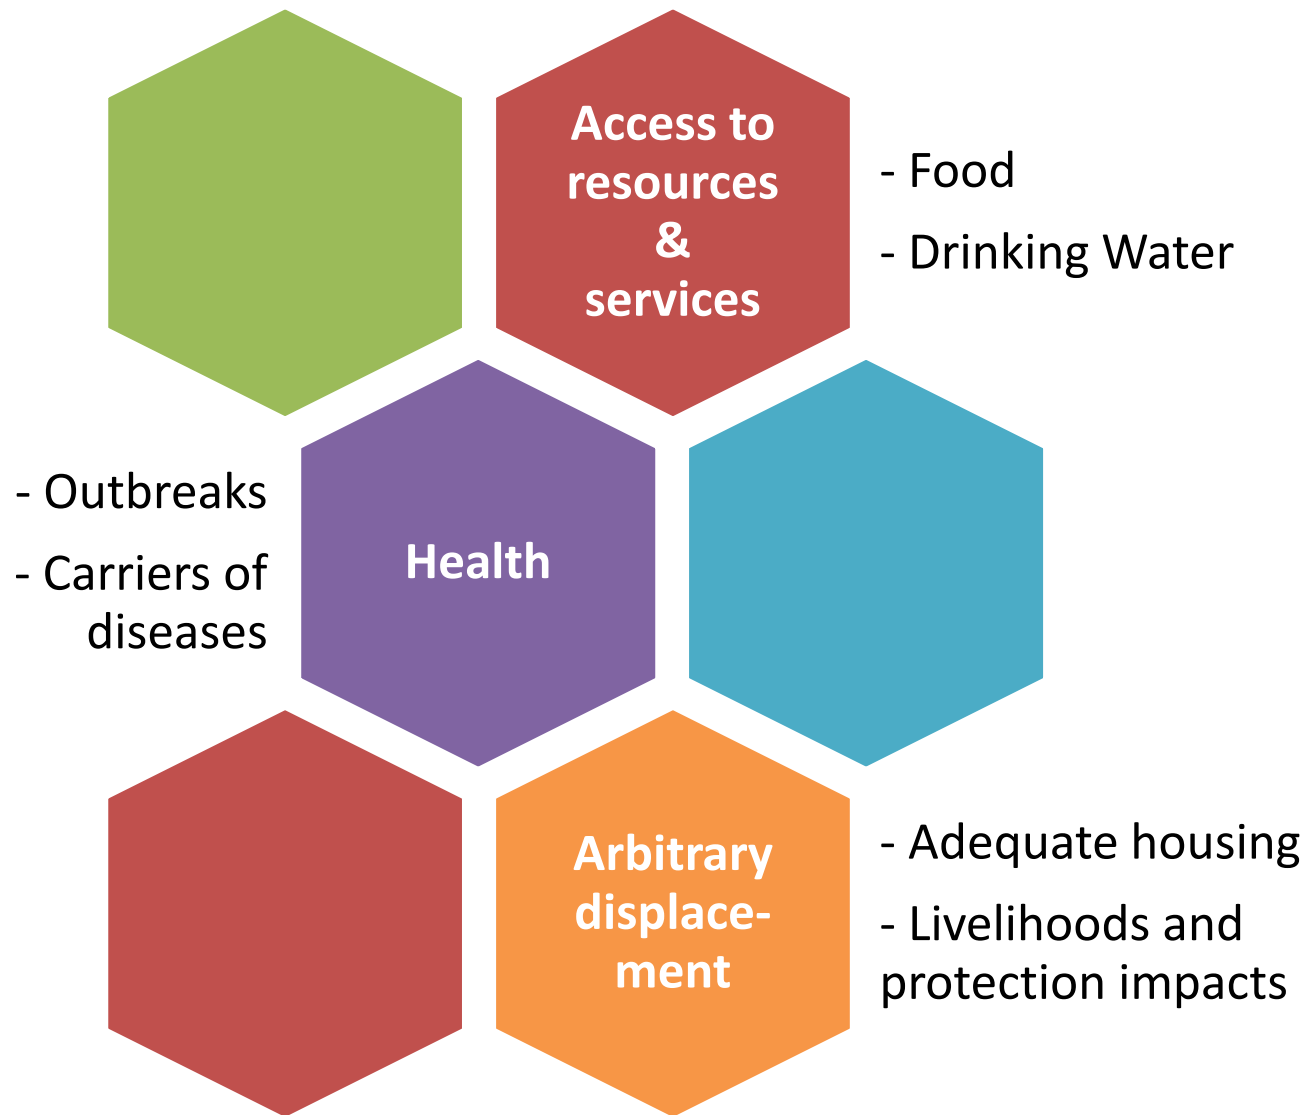 Access to
resources
&
services
- Food
- Drinking Water
- Outbreaks
- Carriers of
diseases
Health
Arbitrary
displace-
ment
- Adequate housing
- Livelihoods and
protection impacts